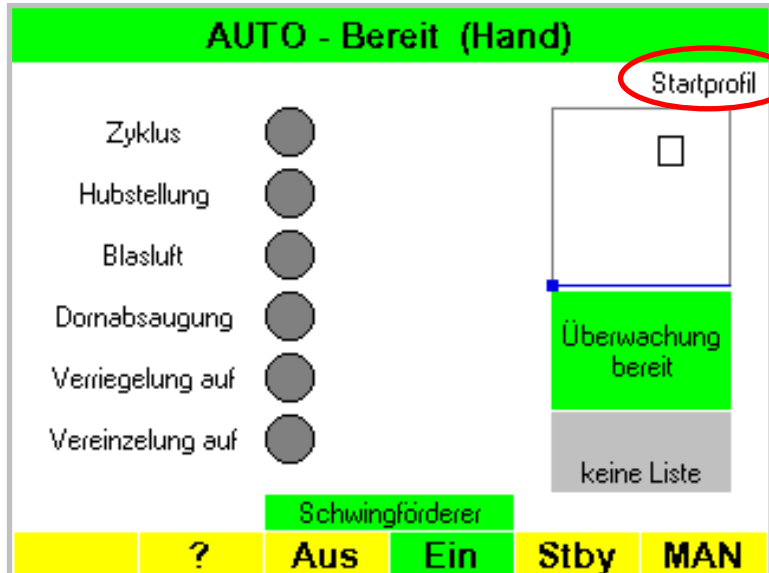 AUTO - Bereit (Hand)
Startprofil
Zyklus
Hubstellung
Blasluft
Dornabsaugung
Verriegelung auf
Vereinzelung auf
Überwachung
bereit
keine Liste
Schwingförderer
? Aus Ein Stby MAN